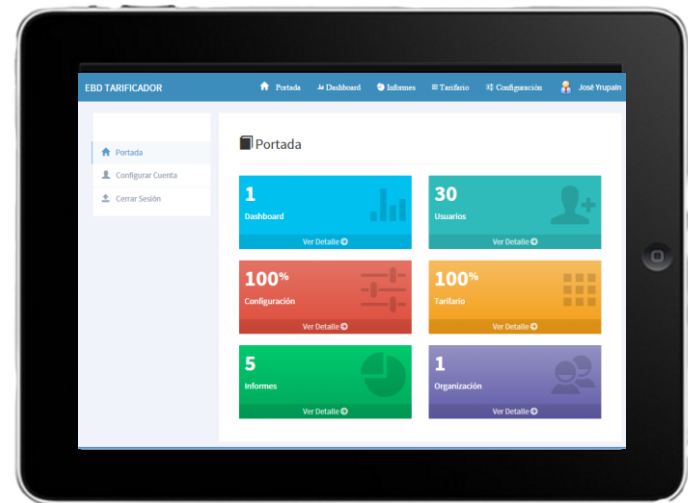 EBD TARIFICADOR Portada Dashboard Informes Tarifario Configuración José Yrupain
Portada
Configurar Cuenta
Cerrar Sesión
Portada
1
Dashboard
Ver Detalle
30
Usuarios
Ver Detalle
100%
Configuración
Ver Detalle
100%
Tarifario
Ver Detalle
5
Informes
Ver Detalle
1
Organización
Ver Detalle